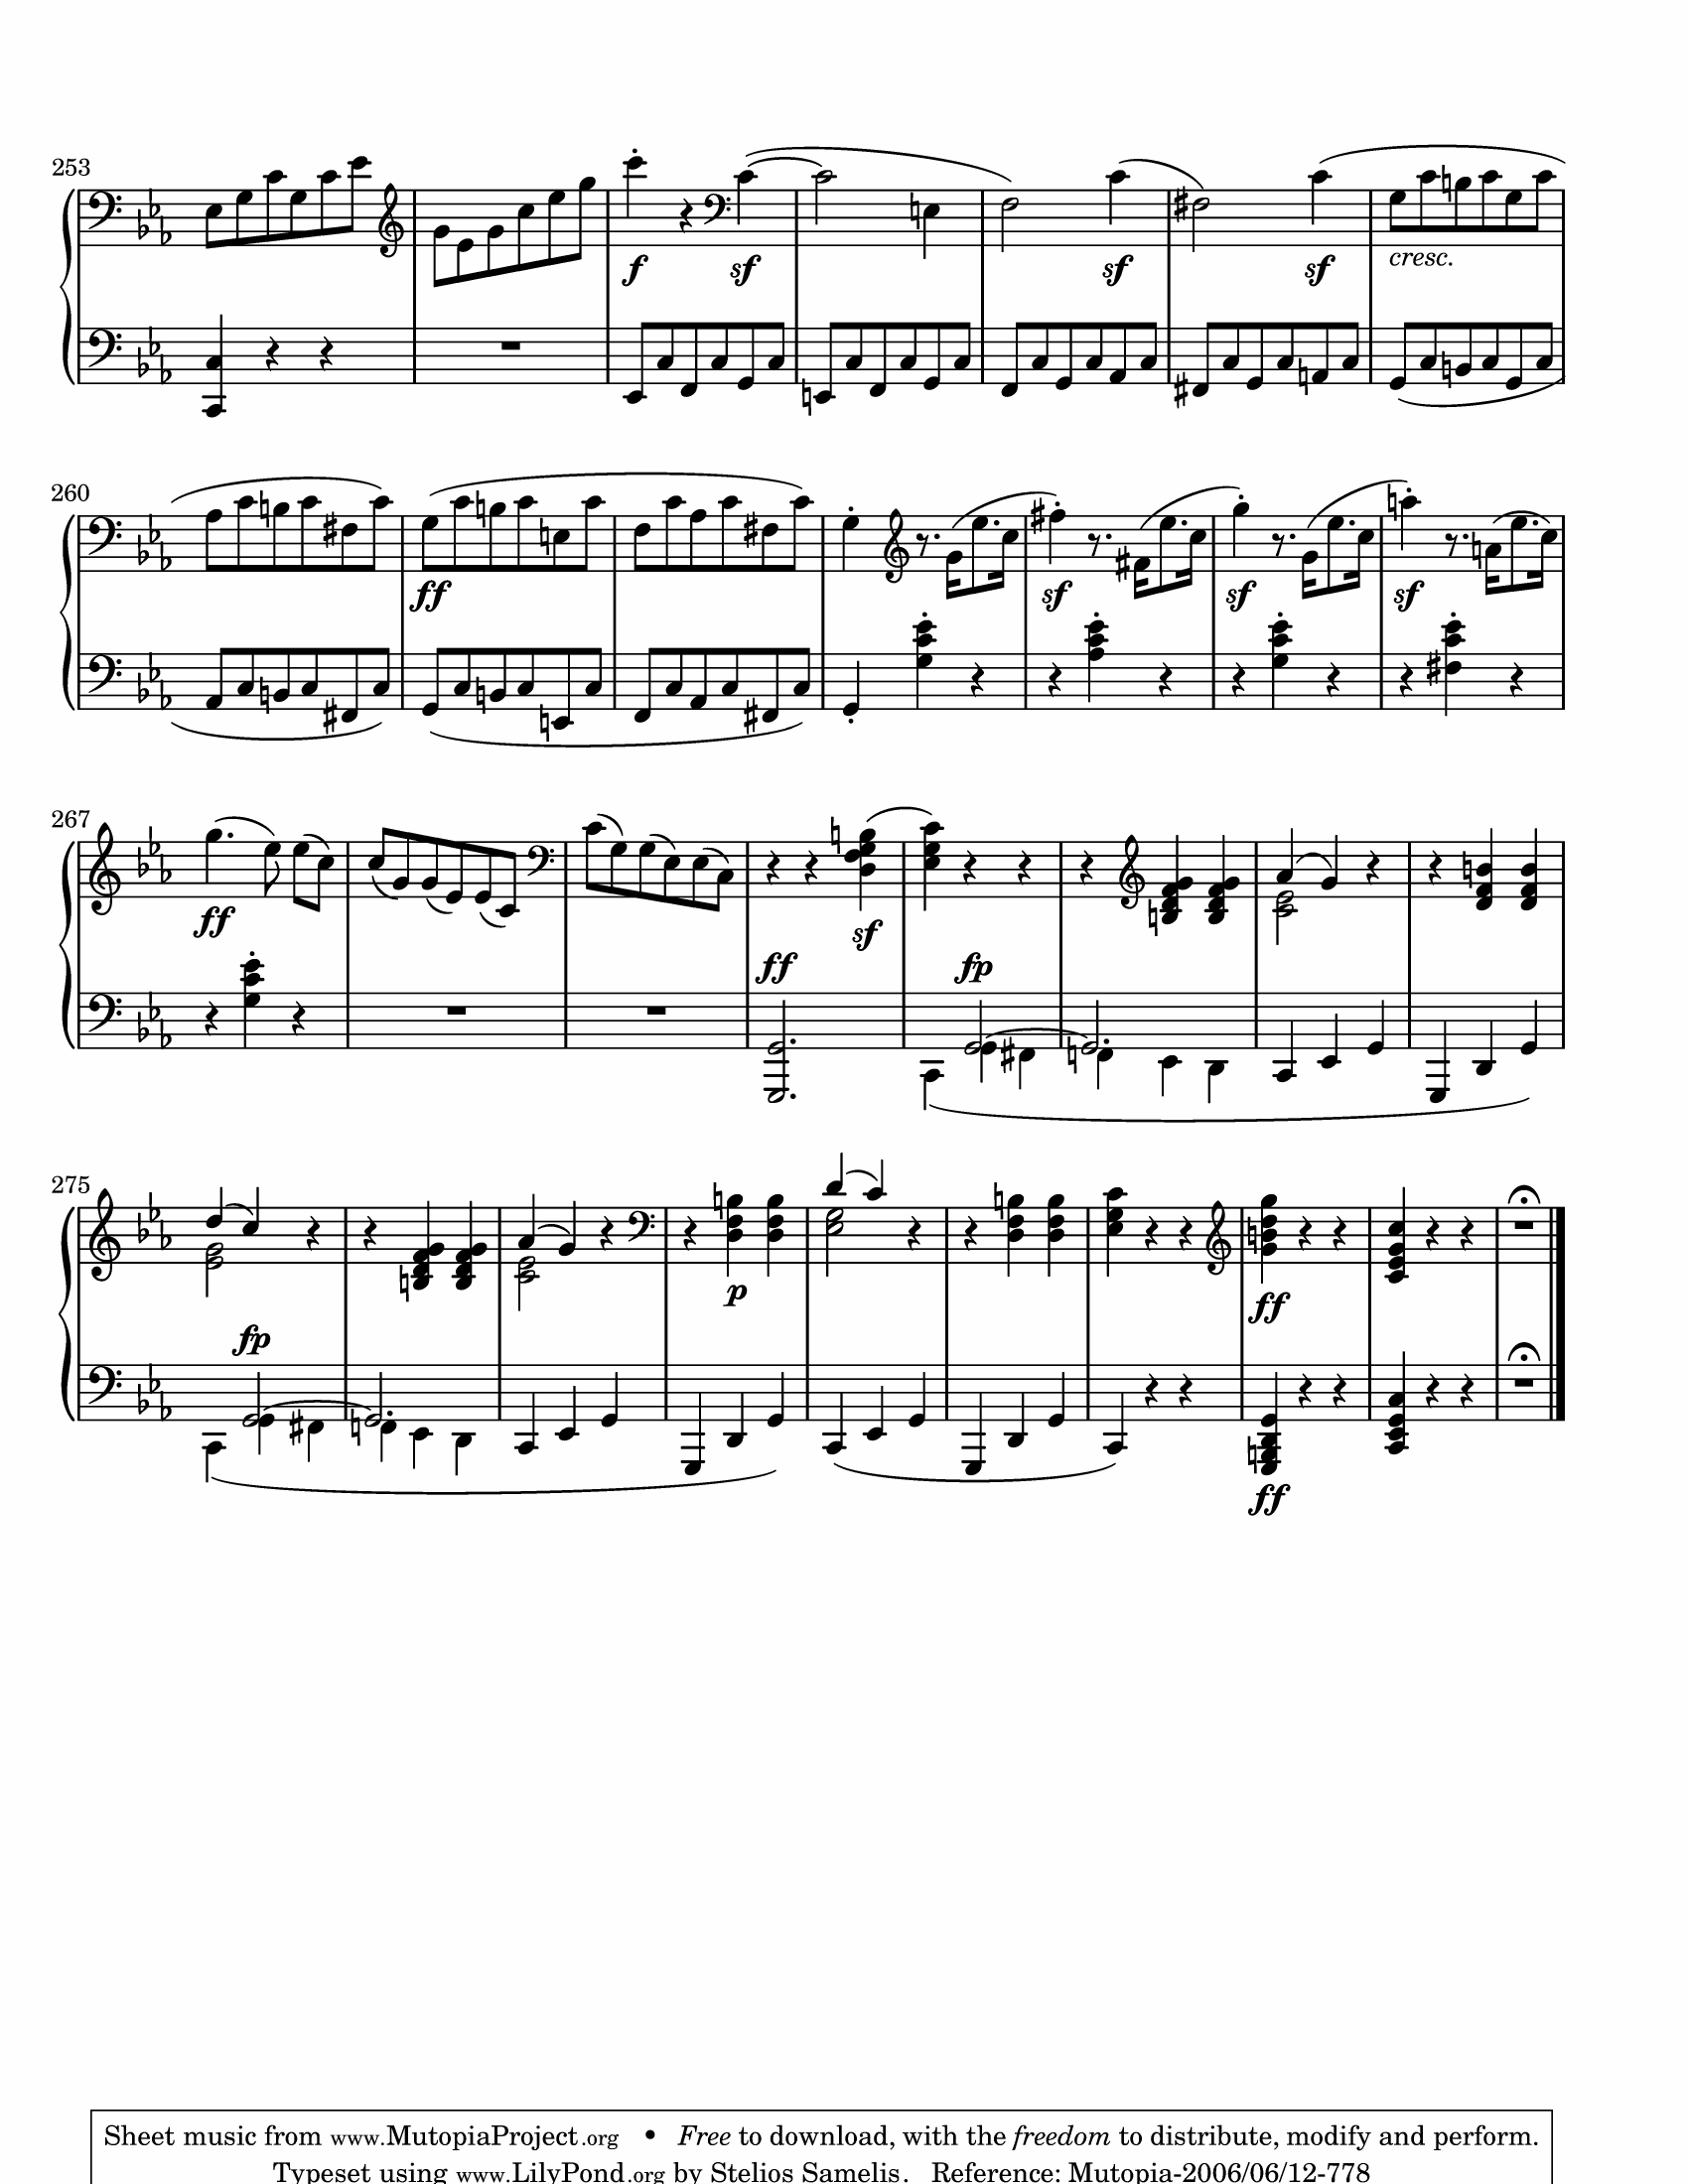 253
f
sf
sf
sf
cresc.
260
ff
sf
sf
sf
267
ff
ff
sf
fp
275
fp
p
ff
ff
Sheet music from www.MutopiaProject.org • Free to download, with the freedom to distribute, modify and perform.
Typeset using www.LilyPond.org by Stelios Samelis. Reference: Mutopia-2006/06/12-778